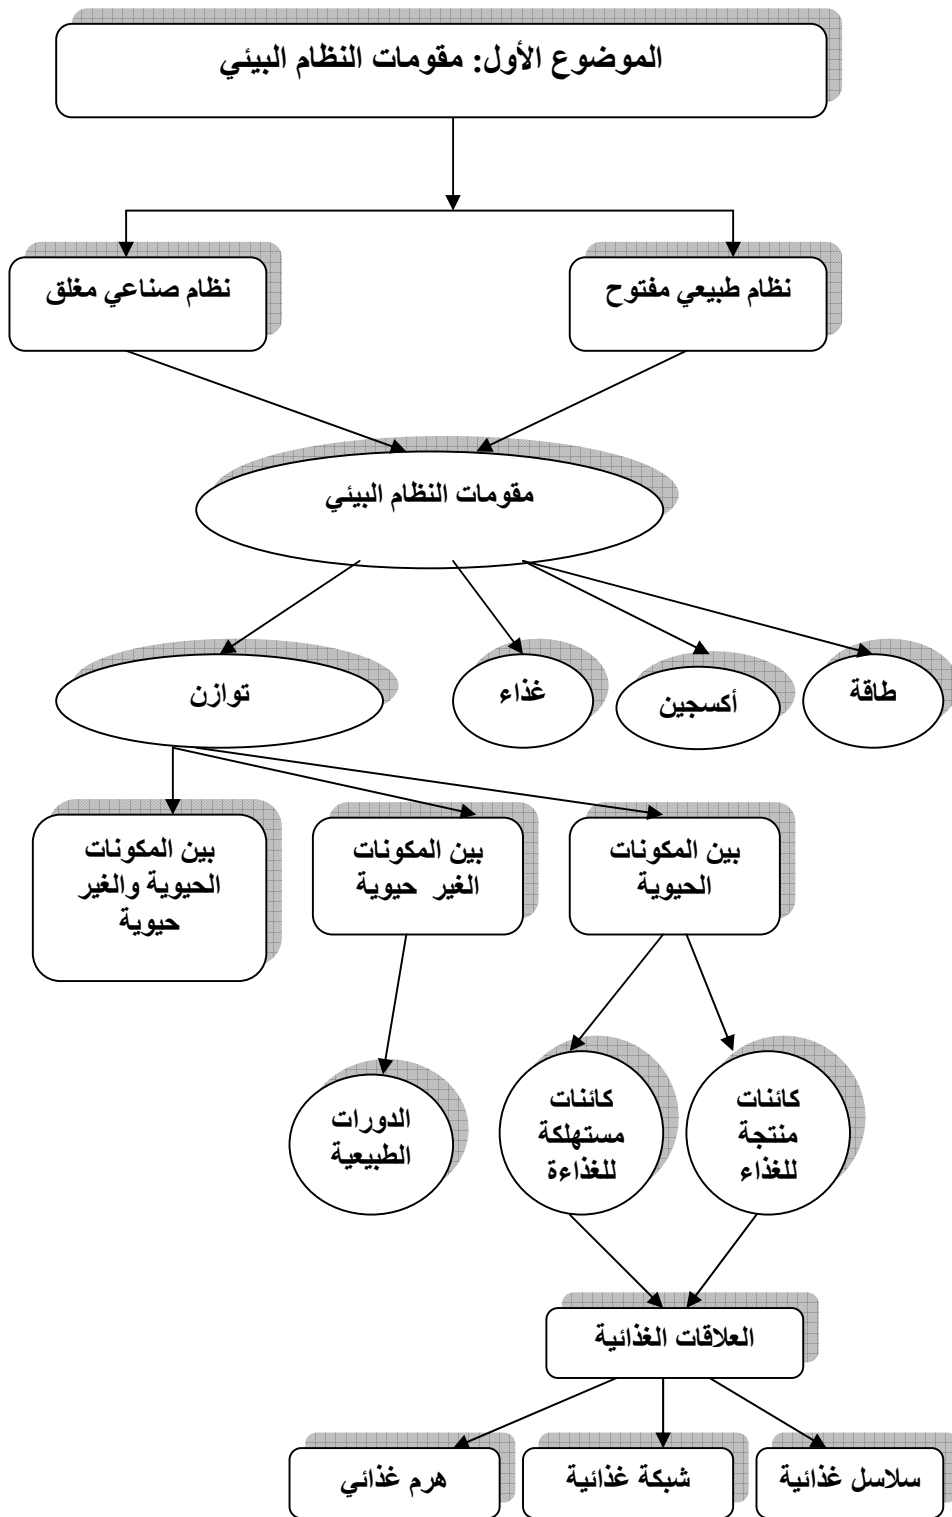 الموضوع الأول: مقومات النظام البيئي
نظام طبيعي مفتوح
نظام صناعي مغلق
مقومات النظام البيئي
طاقة
أكسجين
غذاء
توازن
بين المكونات
الحيوية
بين المكونات
الغير حيوية
بين المكونات
الحيوية والغير
حيوية
كائنات
منتجة
للغذاء
كائنات
مستهلكة
للغذاءة
الدورات
الطبيعية
العلاقات الغذائية
سلاسل غذائية
شبكة غذائية
هرم غذائي